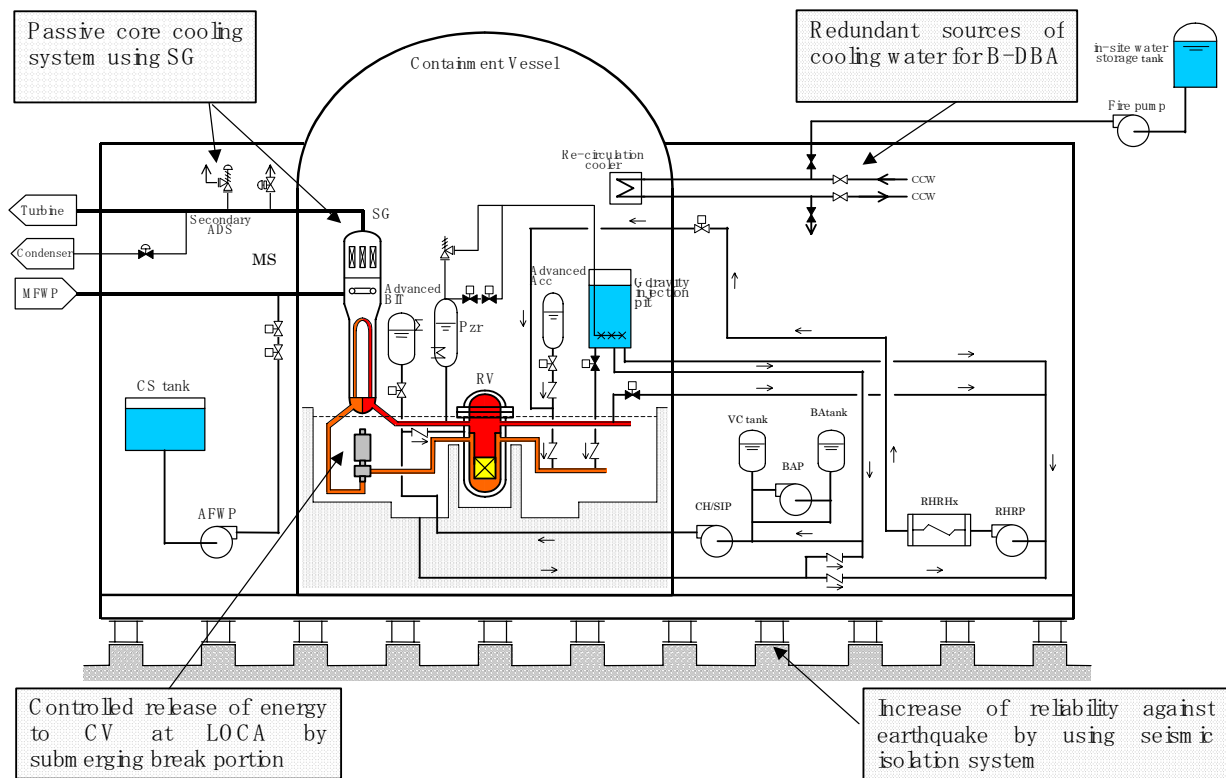 Passive core cooling
system using SG
Redundant sources of
cooling water for B-DBA
in-site water
storage tank
Fire pump
Containment Vessel
Re-circulation
cooler
CCW
CCW
Turbine
Secondary
ADS
SG
Condenser
MS
MFWP
Advanced
BIT
Pzr
Advanced
Acc
Gdravity
injection
pit
RV
CS tank
VC tank
BAtank
BAP
AFWP
CH/SIP
RHRHx
RHRP
Controlled release of energy
to CV at LOCA by
submerging break portion
Increase of reliability against
earthquake by using seismic
isolation system